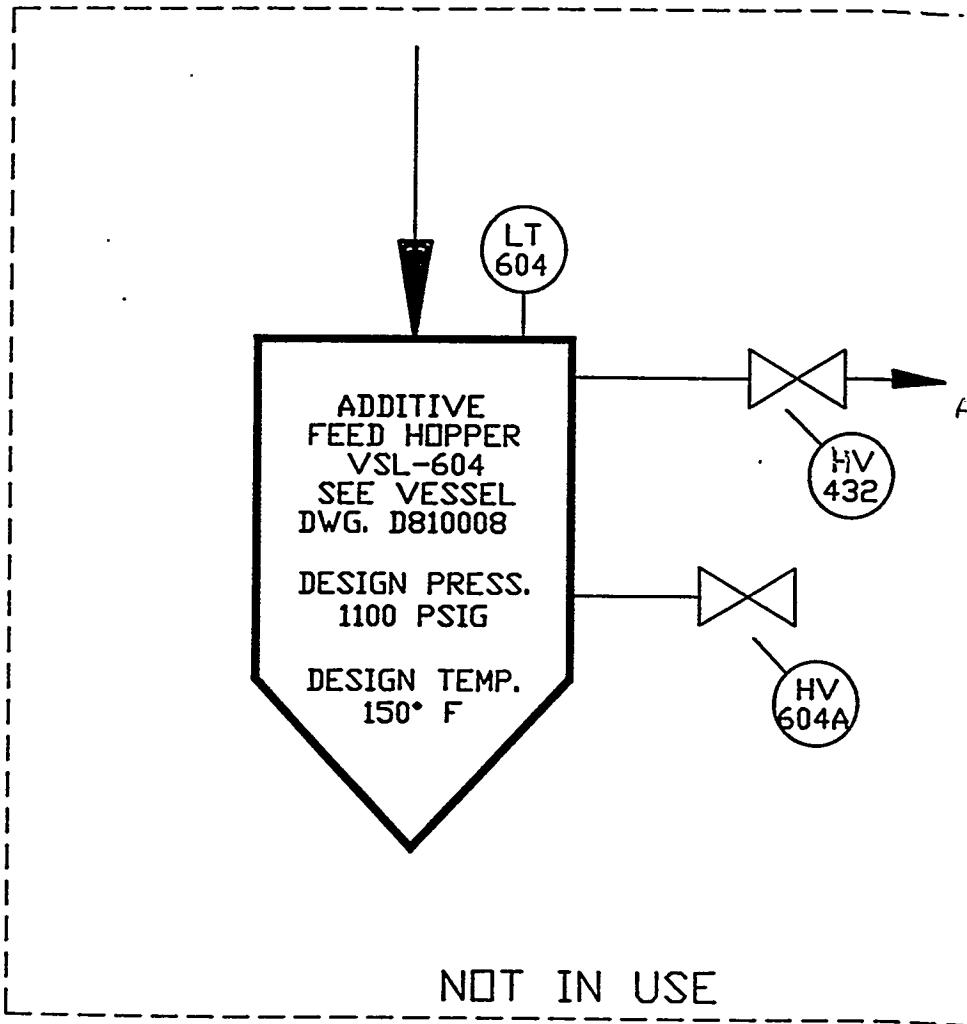 LT
604
ADDITIVE
FEED HOPPER
VSL-604
SEE VESSEL
DWG. D810008
DESIGN PRESS.
1100 PSIG
DESIGN TEMP.
150° F
HV
432
HV
604A
NOT IN USE